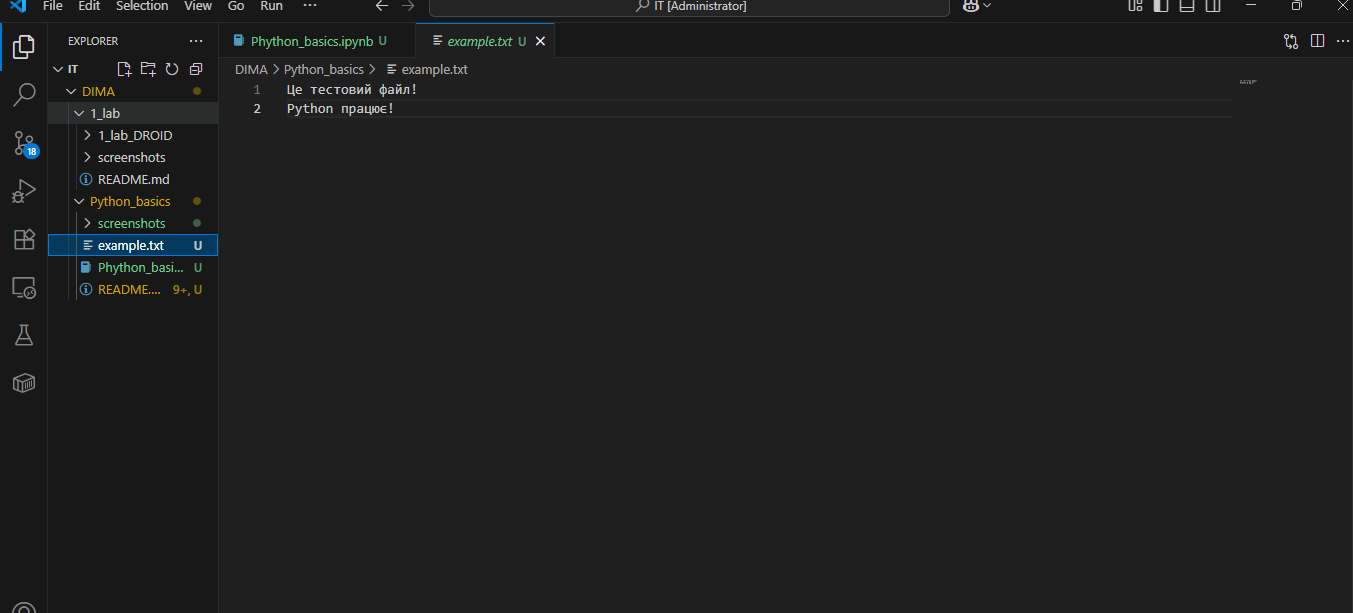 File Edit Selection View Go Run ··· IT [Administrator]
EXPLORER ···
IT
DIMA
1_lab
1_lab_DROID
screenshots
README.md
Python_basics
screenshots
example.txt U
Phython_basi... U
README.... 9+, U
18
Phython_basics.ipynb U example.txt U
DIMA > Python_basics > example.txt
1 Це тестовий файл!
2 Python працює!